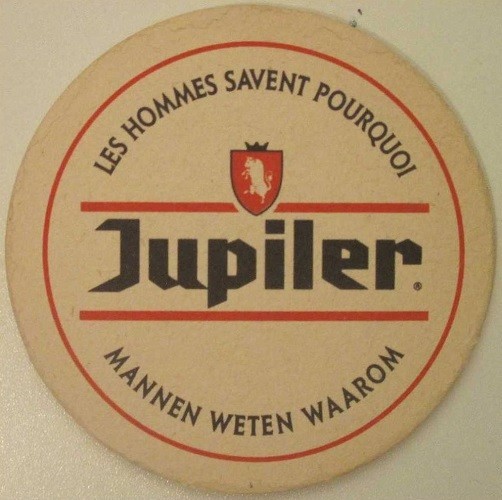 LES HOMMES SAVENT POURQUOI
Jupiler®
MANNEN WETEN WAAROM